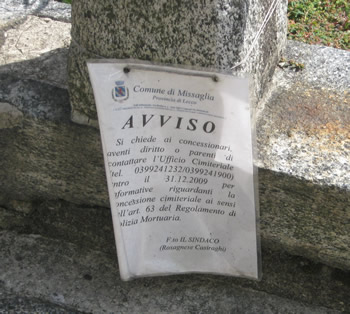 Comune di Missaglia
Provincia di Lecco
AVVISO
Si chiede ai concessionari,
aventi diritto o parenti di
contattare l'Ufficio Cimiteriale
tel. 0399241232/0399241900)
entro il 31.12.2009 per
informative riguardanti la
concessione cimiteriale ai sensi
dell'art. 63 del Regolamento di
Polizia Mortuaria.
F.to IL SINDACO
(Rosagnese Casiraghi)